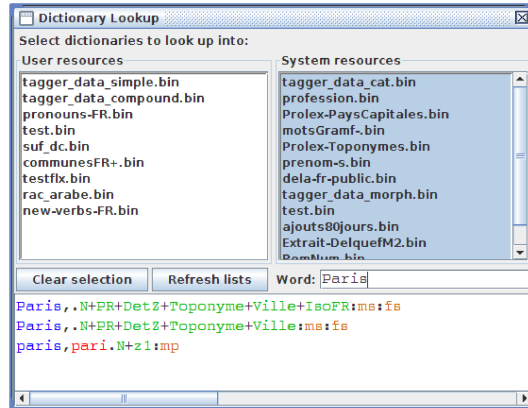 Dictionary Lookup
Select dictionaries to look up into:
User resources
tagger_data_simple.bin
tagger_data_compound.bin
pronouns-FR.bin
test.bin
suf_dc.bin
communesFR+.bin
testflx.bin
rac_arabe.bin
new-verbs-FR.bin
System resources
tagger_data_cat.bin
profession.bin
Prolex-PaysCapitales.bin
motsGramf-.bin
Prolex-Toponymes.bin
prenom-s.bin
dela-fr-public.bin
tagger_data_morph.bin
test.bin
ajouts80jours.bin
Extrait-DelquefM2.bin
RomNum.bin
Clear selection
Refresh lists
Word: Paris
Paris,.N+PR+DetZ+Toponyme+Ville+IsoFR:ms:fs
Paris,.N+PR+DetZ+Toponyme+Ville:ms:fs
paris,pari.N+z1:mp